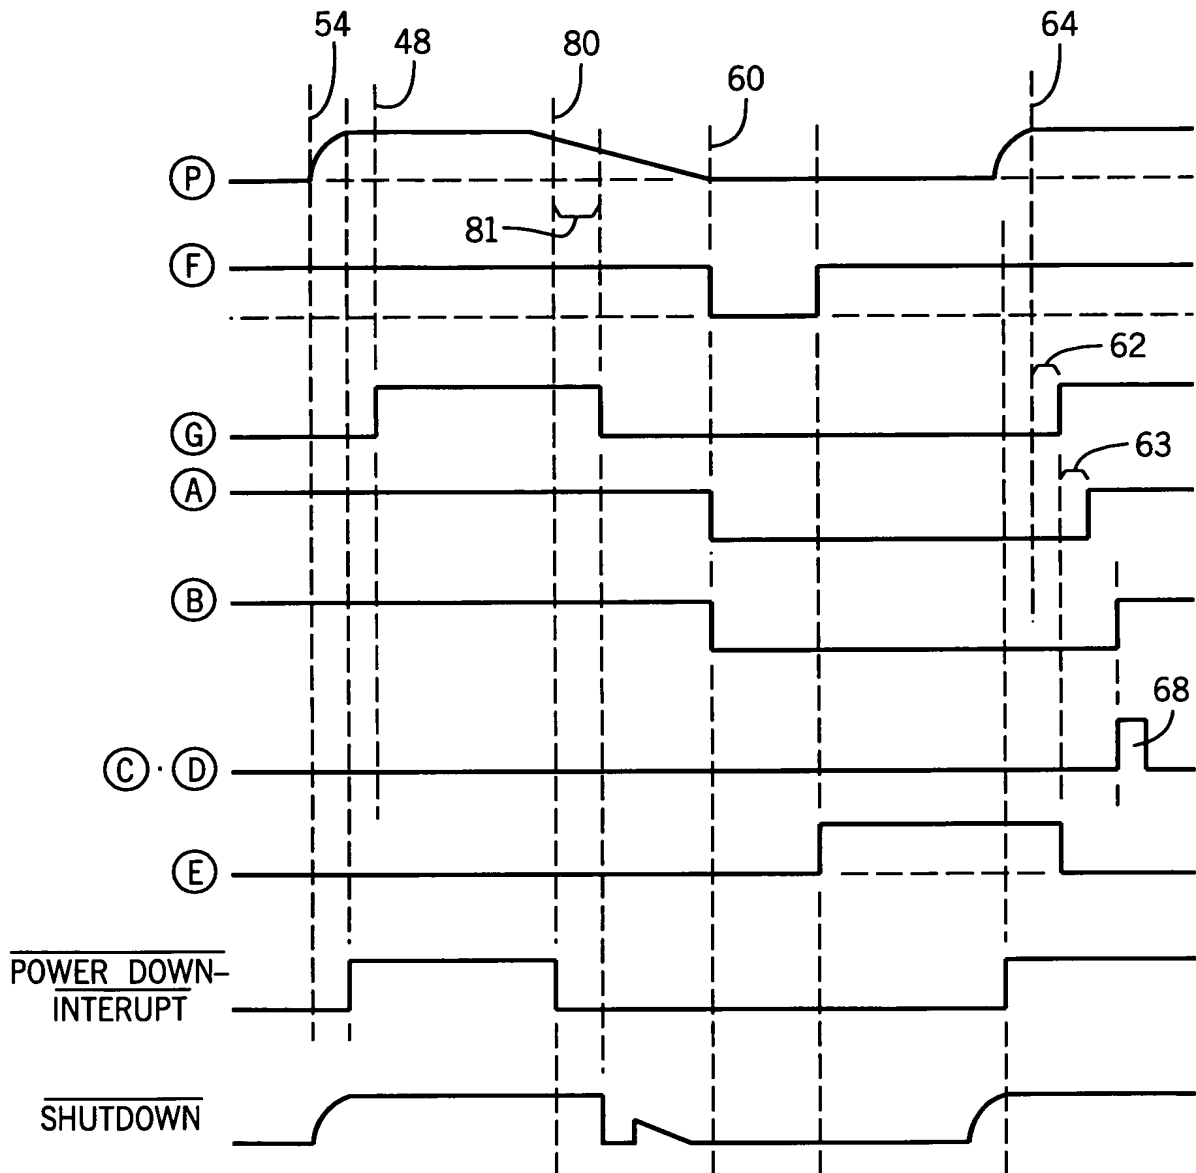 54
48
80
60
64
P
81
F
62
G
63
A
B
68
C · D
E
POWER DOWN-
INTERUPT
SHUTDOWN